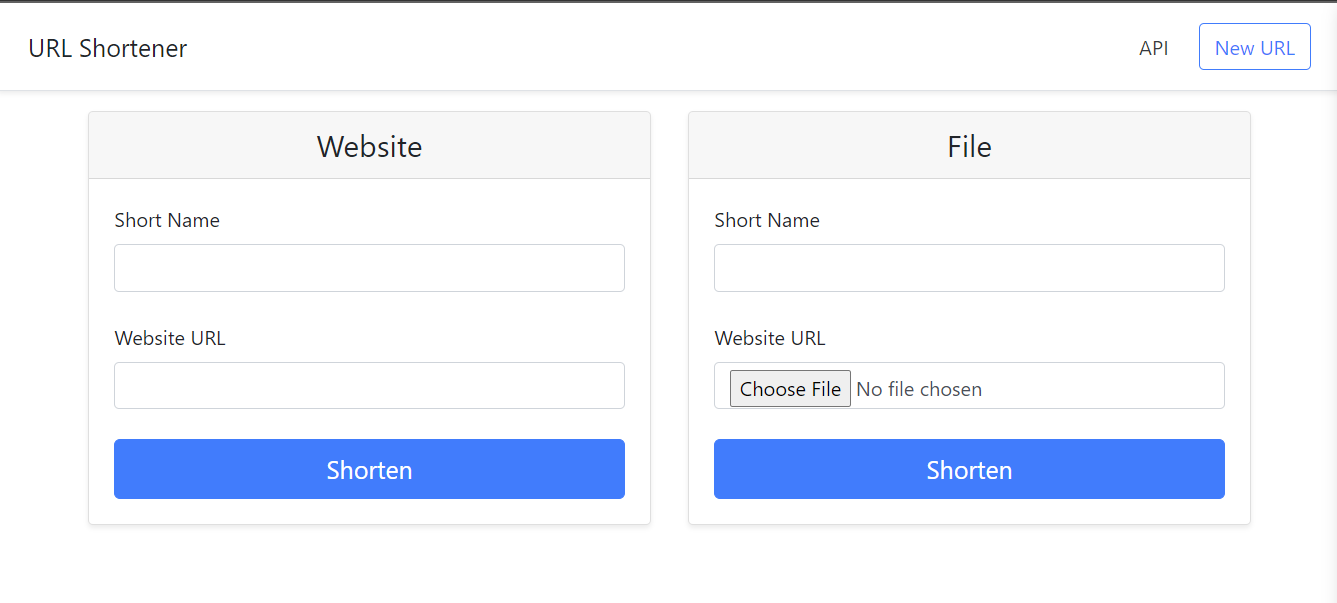 URL Shortener
API
New URL
Website
Short Name
Website URL
Shorten
File
Short Name
Website URL
Choose File No file chosen
Shorten